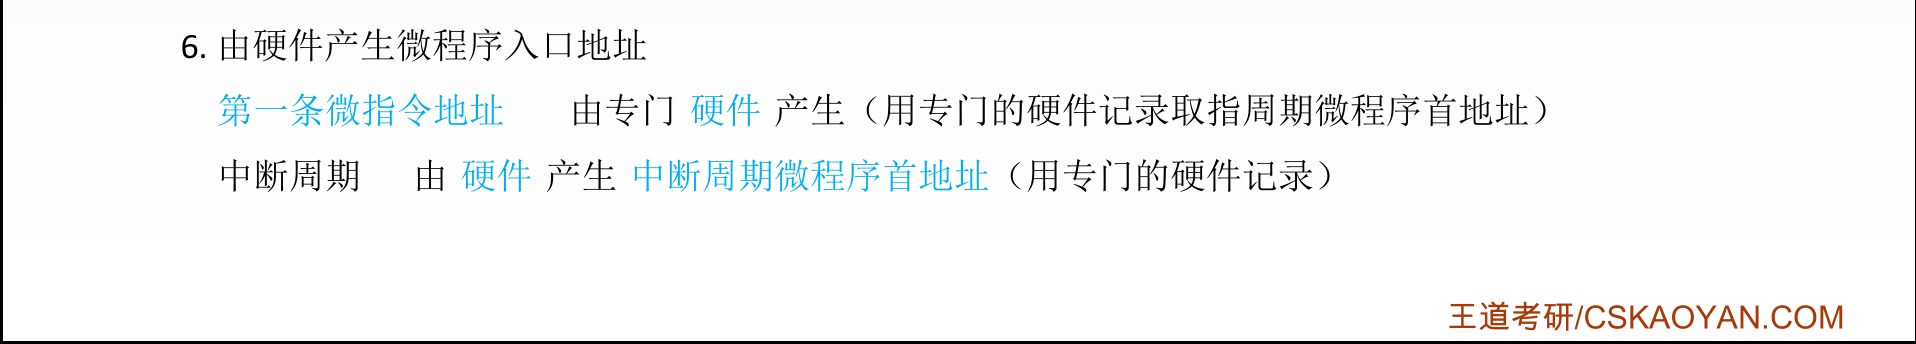 6. 由硬件产生微程序入口地址
第一条微指令地址 由专门 硬件 产生（用专门的硬件记录取指周期微程序首地址）
中断周期 由 硬件 产生 中断周期微程序首地址（用专门的硬件记录）
王道考研/CSKAOYAN.COM